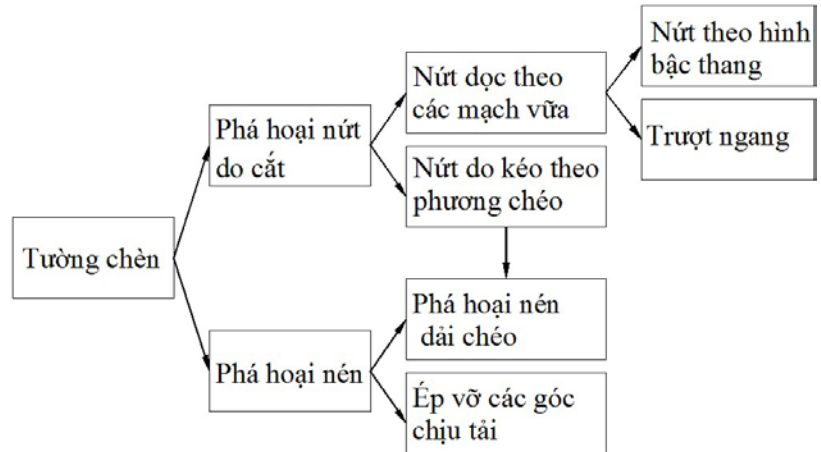 Tường chèn
Phá hoại nứt
do cắt
Nứt dọc theo
các mạch vữa
Nứt theo hình
bậc thang
Trượt ngang
Nứt do kéo theo
phương chéo
Phá hoại nén
Phá hoại nén
dải chéo
Ép vỡ các góc
chịu tải